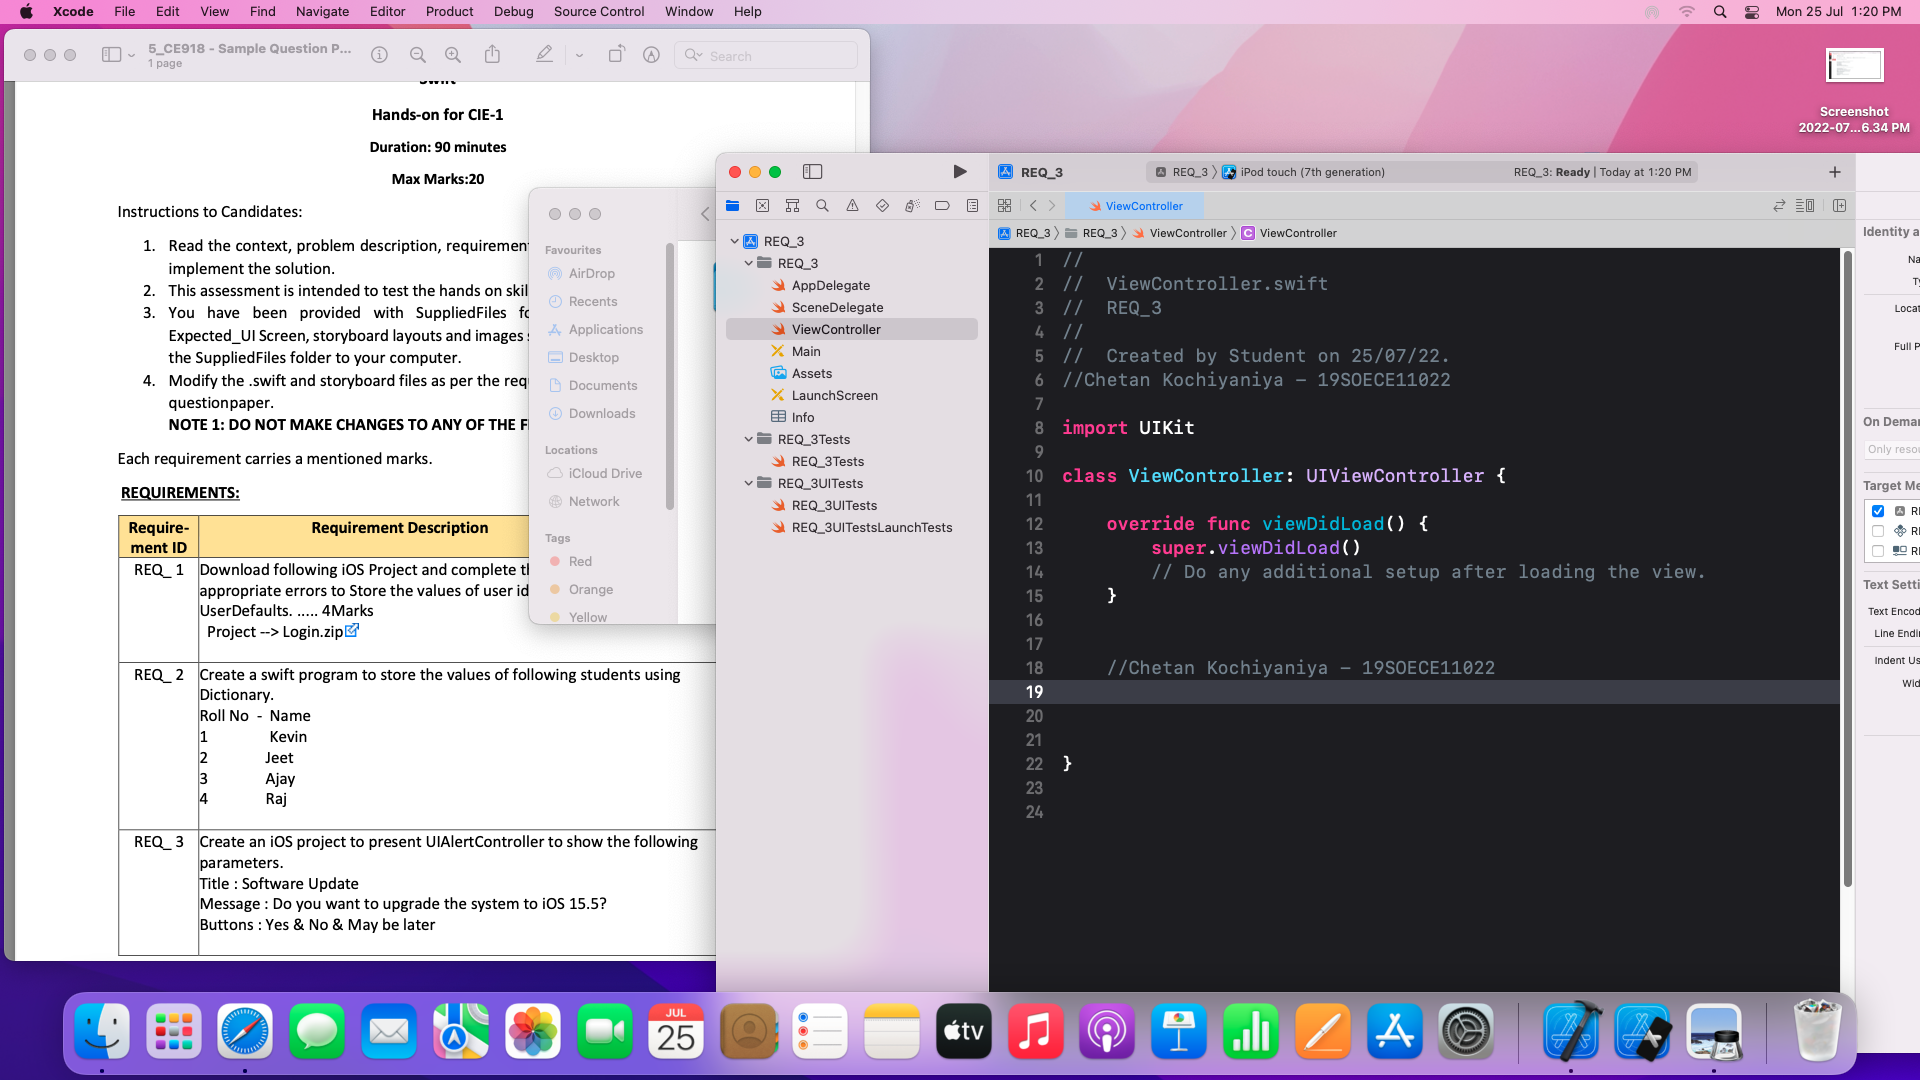 Xcode File Edit View Find Navigate Editor Product Debug Source Control Window Help
Mon 25 Jul 1:20 PM
5_CE918 - Sample Question P...
1 page
Search
Swift
Hands-on for CIE-1
Duration: 90 minutes
Max Marks:20
Instructions to Candidates:
1. Read the context, problem description, requirement
implement the solution.
2. This assessment is intended to test the hands on skil
3. You have been provided with SuppliedFiles fo
Expected_UI Screen, storyboard layouts and images s
the SuppliedFiles folder to your computer.
4. Modify the .swift and storyboard files as per the req
questionpaper.
NOTE 1: DO NOT MAKE CHANGES TO ANY OF THE F
Each requirement carries a mentioned marks.
REQUIREMENTS:
Require-
ment ID
Requirement Description
REQ_ 1
Download following iOS Project and complete th
appropriate errors to Store the values of user id
UserDefaults. ..... 4Marks
Project --> Login.zip
REQ_ 2
Create a swift program to store the values of following students using
Dictionary.
Roll No - Name
1 Kevin
2 Jeet
3 Ajay
4 Raj
REQ_ 3
Create an iOS project to present UIAlertController to show the following
parameters.
Title : Software Update
Message : Do you want to upgrade the system to iOS 15.5?
Buttons : Yes & No & May be later
Favourites
AirDrop
Recents
Applications
Desktop
Documents
Downloads
Locations
iCloud Drive
Network
Tags
Red
Orange
Yellow
REQ_3
REQ_3
AppDelegate
SceneDelegate
ViewController
Main
Assets
LaunchScreen
Info
REQ_3Tests
REQ_3Tests
REQ_3UITests
REQ_3UITests
REQ_3UITestsLaunchTests
REQ_3
REQ_3 iPod touch (7th generation)
REQ_3: Ready | Today at 1:20 PM
ViewController
REQ_3 REQ_3 ViewController C ViewController
1 //
2 // ViewController.swift
3 // REQ_3
4 //
5 // Created by Student on 25/07/22.
6 //Chetan Kochiyaniya – 19SOECE11022
7
8 import UIKit
9
10 class ViewController: UIViewController {
11
12 override func viewDidLoad() {
13 super.viewDidLoad()
14 // Do any additional setup after loading the view.
15 }
16
17
18 //Chetan Kochiyaniya – 19SOECE11022
19
20
21
22 }
23
24
Identity a
Na
Ty
Locat
Full P
On Dema
Only resou
Target Me
RE
RE
RE
Text Setti
Text Encod
Line Endin
Indent Us
Wid
Screenshot
2022-07...6.34 PM
JUL
25
tv